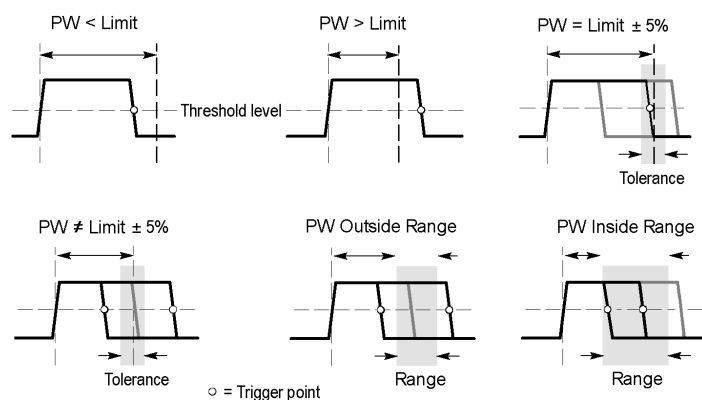 PW < Limit
PW > Limit
PW = Limit ± 5%
Threshold level
Tolerance
PW ≠ Limit ± 5%
PW Outside Range
PW Inside Range
Tolerance
Range
Range
= Trigger point